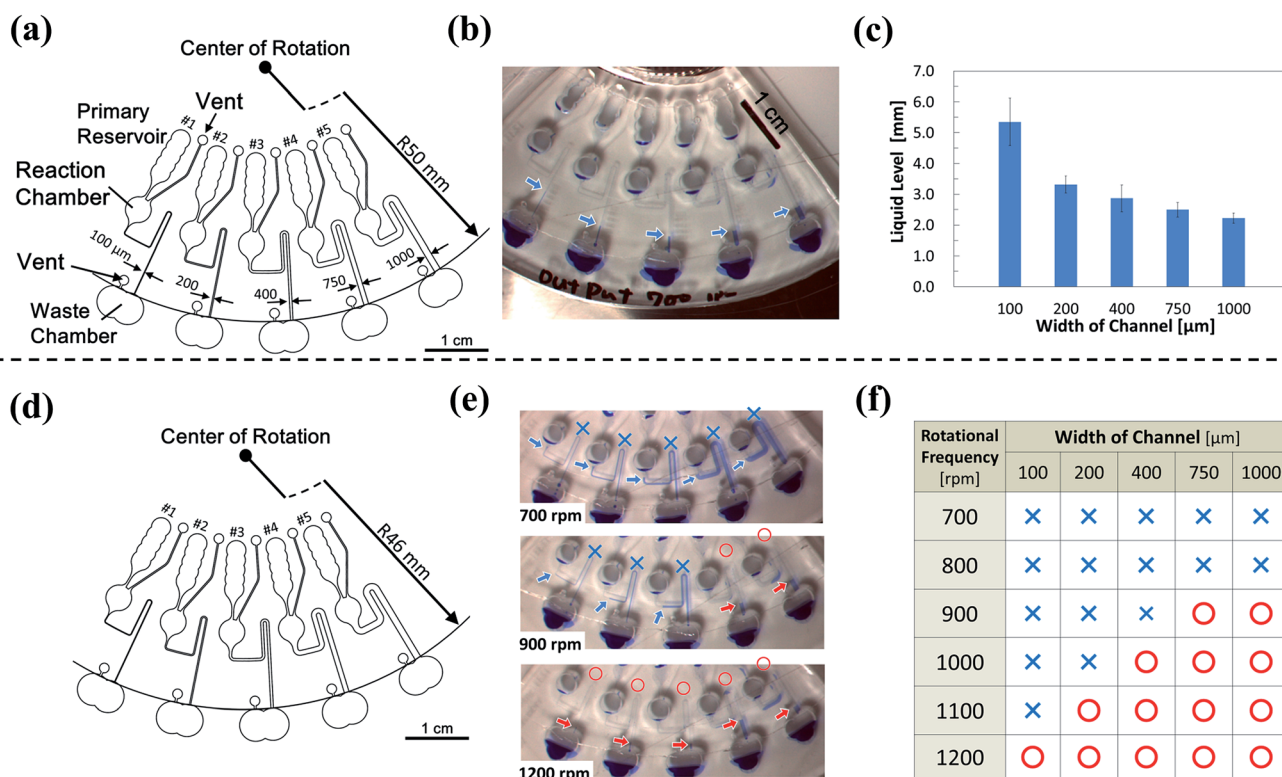 (a)
Center of Rotation
Primary
Reservoir
Vent
#1
#2
#3
#4
#5
R50 mm
Reaction
Chamber
100 µm
200
400
750
1000
Vent
Waste
Chamber
1 cm
(b)
1 cm
Out Put 700
(c)
7.0
6.0
5.0
4.0
3.0
2.0
1.0
0.0
Liquid Level [mm]
100 200 400 750 1000
Width of Channel [µm]
(d)
Center of Rotation
#1
#2
#3
#4
#5
R46 mm
1 cm
(e)
700 rpm
900 rpm
1200 rpm
(f)
Rotational
Frequency
[rpm]
Width of Channel [µm]
100 200 400 750 1000
700 × × × × ×
800 × × × × ×
900 × × × ○ ○
1000 × × ○ ○ ○
1100 × ○ ○ ○ ○
1200 ○ ○ ○ ○ ○